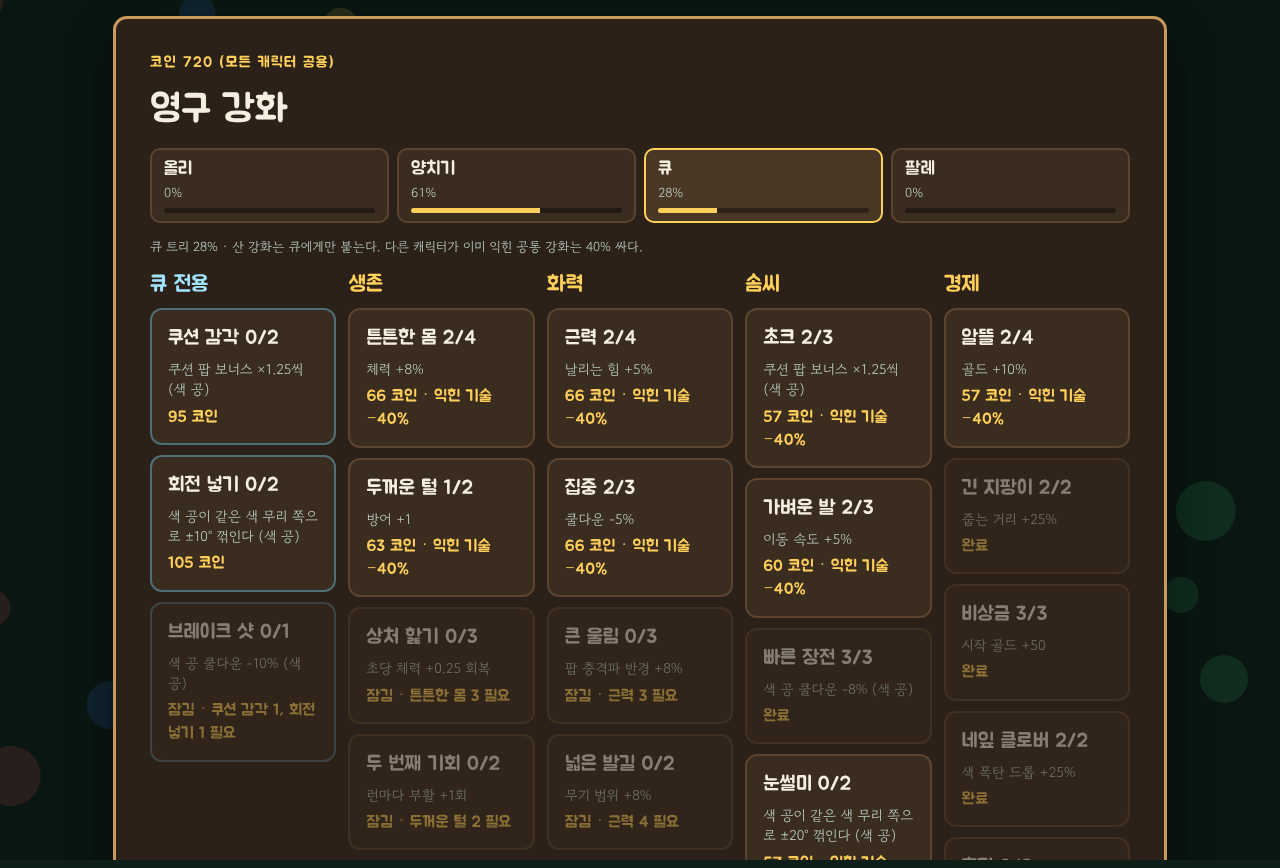 코인 720 (모든 캐릭터 공용)
영구 강화
올리
0%
양치기
61%
큐
28%
팔레
0%
큐 트리 28% · 산 강화는 큐에게만 붙는다. 다른 캐릭터가 이미 익힌 공통 강화는 40% 싸다.
큐 전용
쿠션 감각 0/2
쿠션 팝 보너스 ×1.25씩
(색 공)
95 코인
회전 넣기 0/2
색 공이 같은 색 무리 쪽으
로 ±10° 꺾인다 (색 공)
105 코인
브레이크 샷 0/1
색 공 쿨다운 -10% (색
공)
잠김 · 쿠션 감각 1, 회전
넣기 1 필요
생존
튼튼한 몸 2/4
체력 +8%
66 코인 · 익힌 기술
−40%
두꺼운 털 1/2
방어 +1
63 코인 · 익힌 기술
−40%
상처 핥기 0/3
초당 체력 +0.25 회복
잠김 · 튼튼한 몸 3 필요
두 번째 기회 0/2
런마다 부활 +1회
잠김 · 두꺼운 털 2 필요
화력
근력 2/4
날리는 힘 +5%
66 코인 · 익힌 기술
−40%
집중 2/3
쿨다운 -5%
66 코인 · 익힌 기술
−40%
큰 울림 0/3
팝 충격파 반경 +8%
잠김 · 근력 3 필요
넓은 발길 0/2
무기 범위 +8%
잠김 · 근력 4 필요
솜씨
초크 2/3
쿠션 팝 보너스 ×1.25씩
(색 공)
57 코인 · 익힌 기술
−40%
가벼운 발 2/3
이동 속도 +5%
60 코인 · 익힌 기술
−40%
빠른 장전 3/3
색 공 쿨다운 -8% (색 공)
완료
눈썰미 0/2
색 공이 같은 색 무리 쪽으
로 ±20° 꺾인다 (색 공)
경제
알뜰 2/4
골드 +10%
57 코인 · 익힌 기술
−40%
긴 지팡이 2/2
줍는 거리 +25%
완료
비상금 3/3
시작 골드 +50
완료
네잎 클로버 2/2
색 폭탄 드롭 +25%
완료